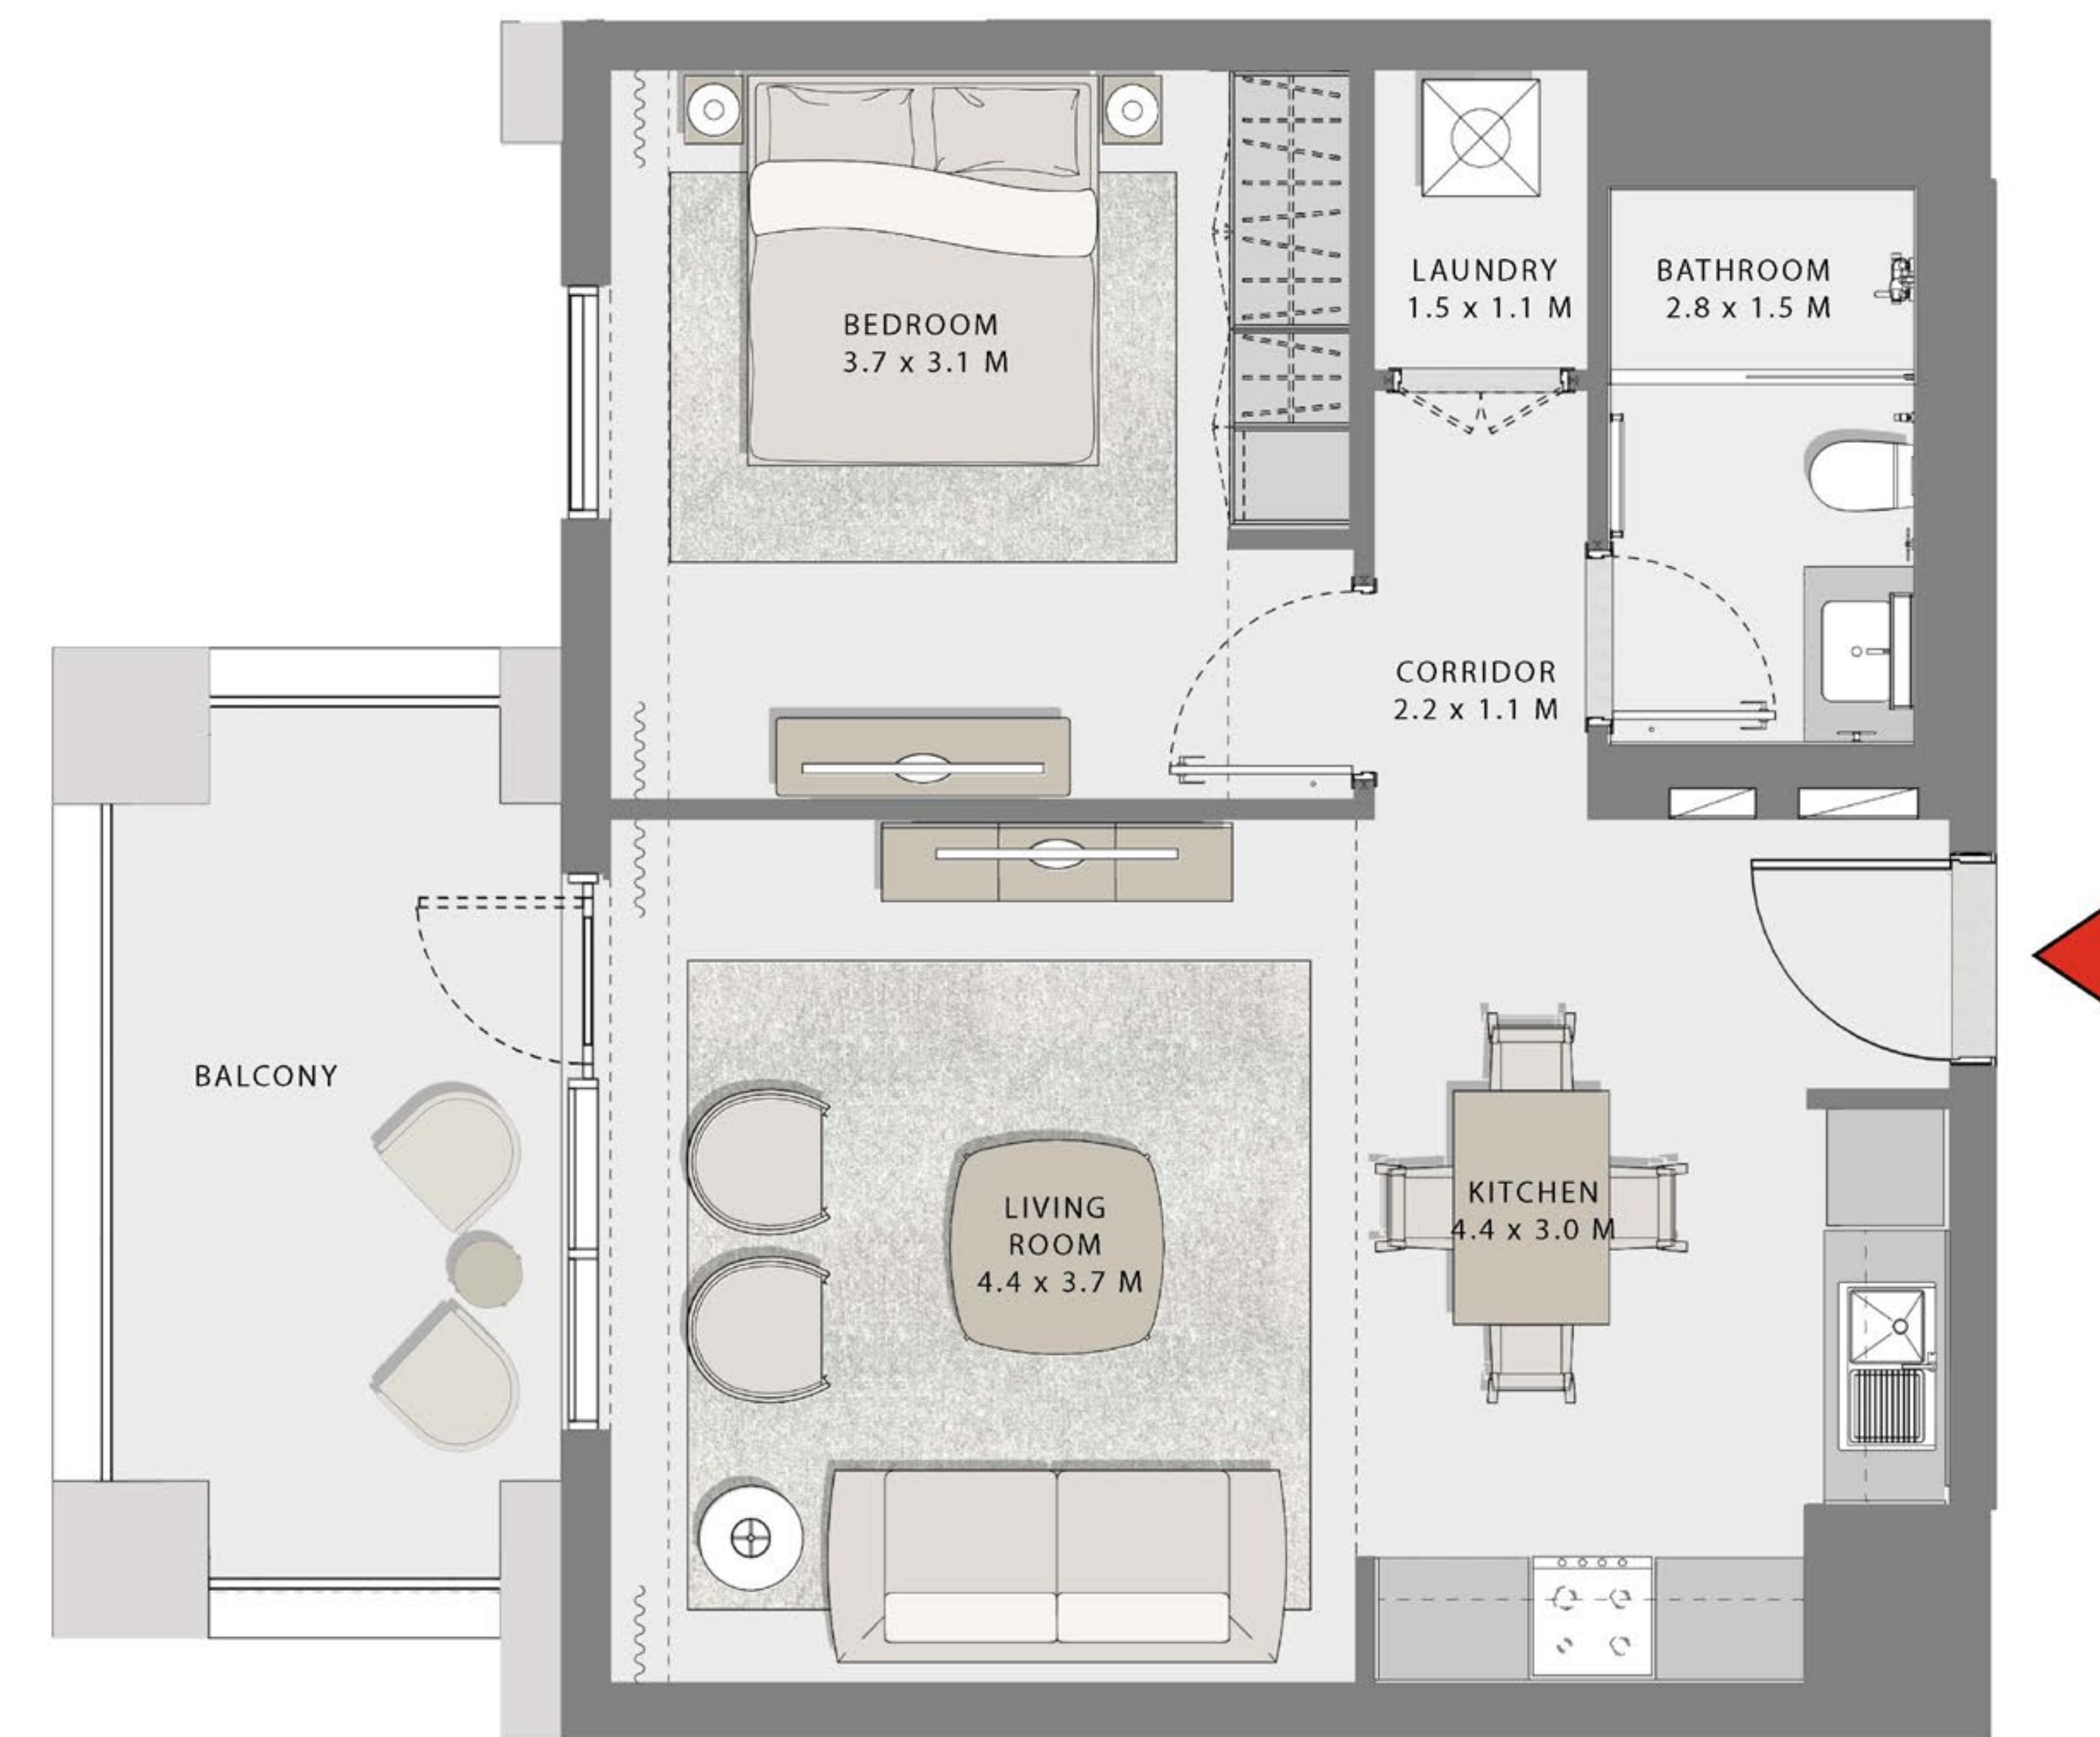 BEDROOM
3.7 x 3.1 M
LAUNDRY
1.5 x 1.1 M
BATHROOM
2.8 x 1.5 M
CORRIDOR
2.2 x 1.1 M
BALCONY
LIVING
ROOM
4.4 x 3.7 M
KITCHEN
4.4 x 3.0 M